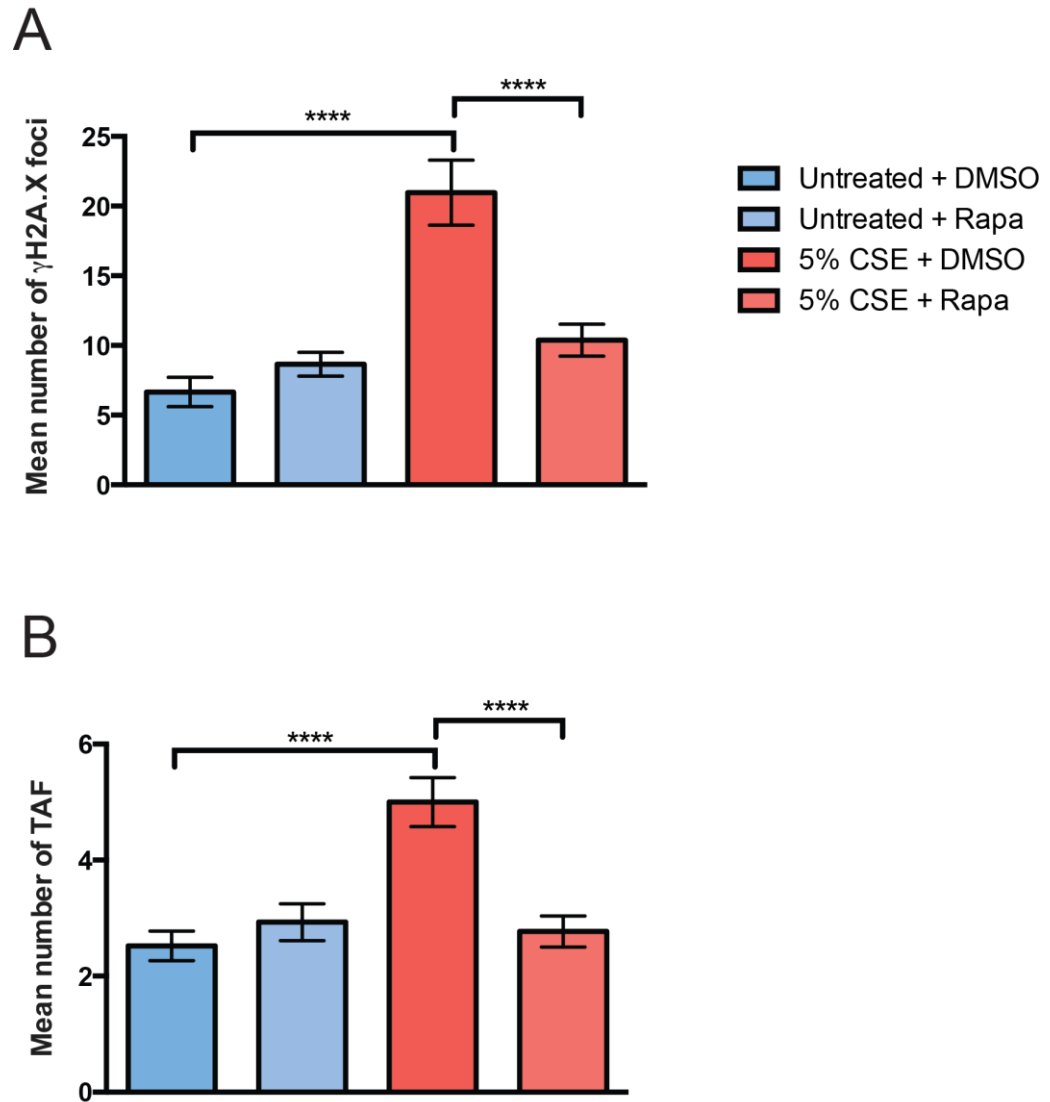 A
****
****
Mean number of γH2A.X foci
25
20
15
10
5
0
Untreated + DMSO
Untreated + Rapa
5% CSE + DMSO
5% CSE + Rapa
B
****
****
Mean number of TAF
6
4
2
0